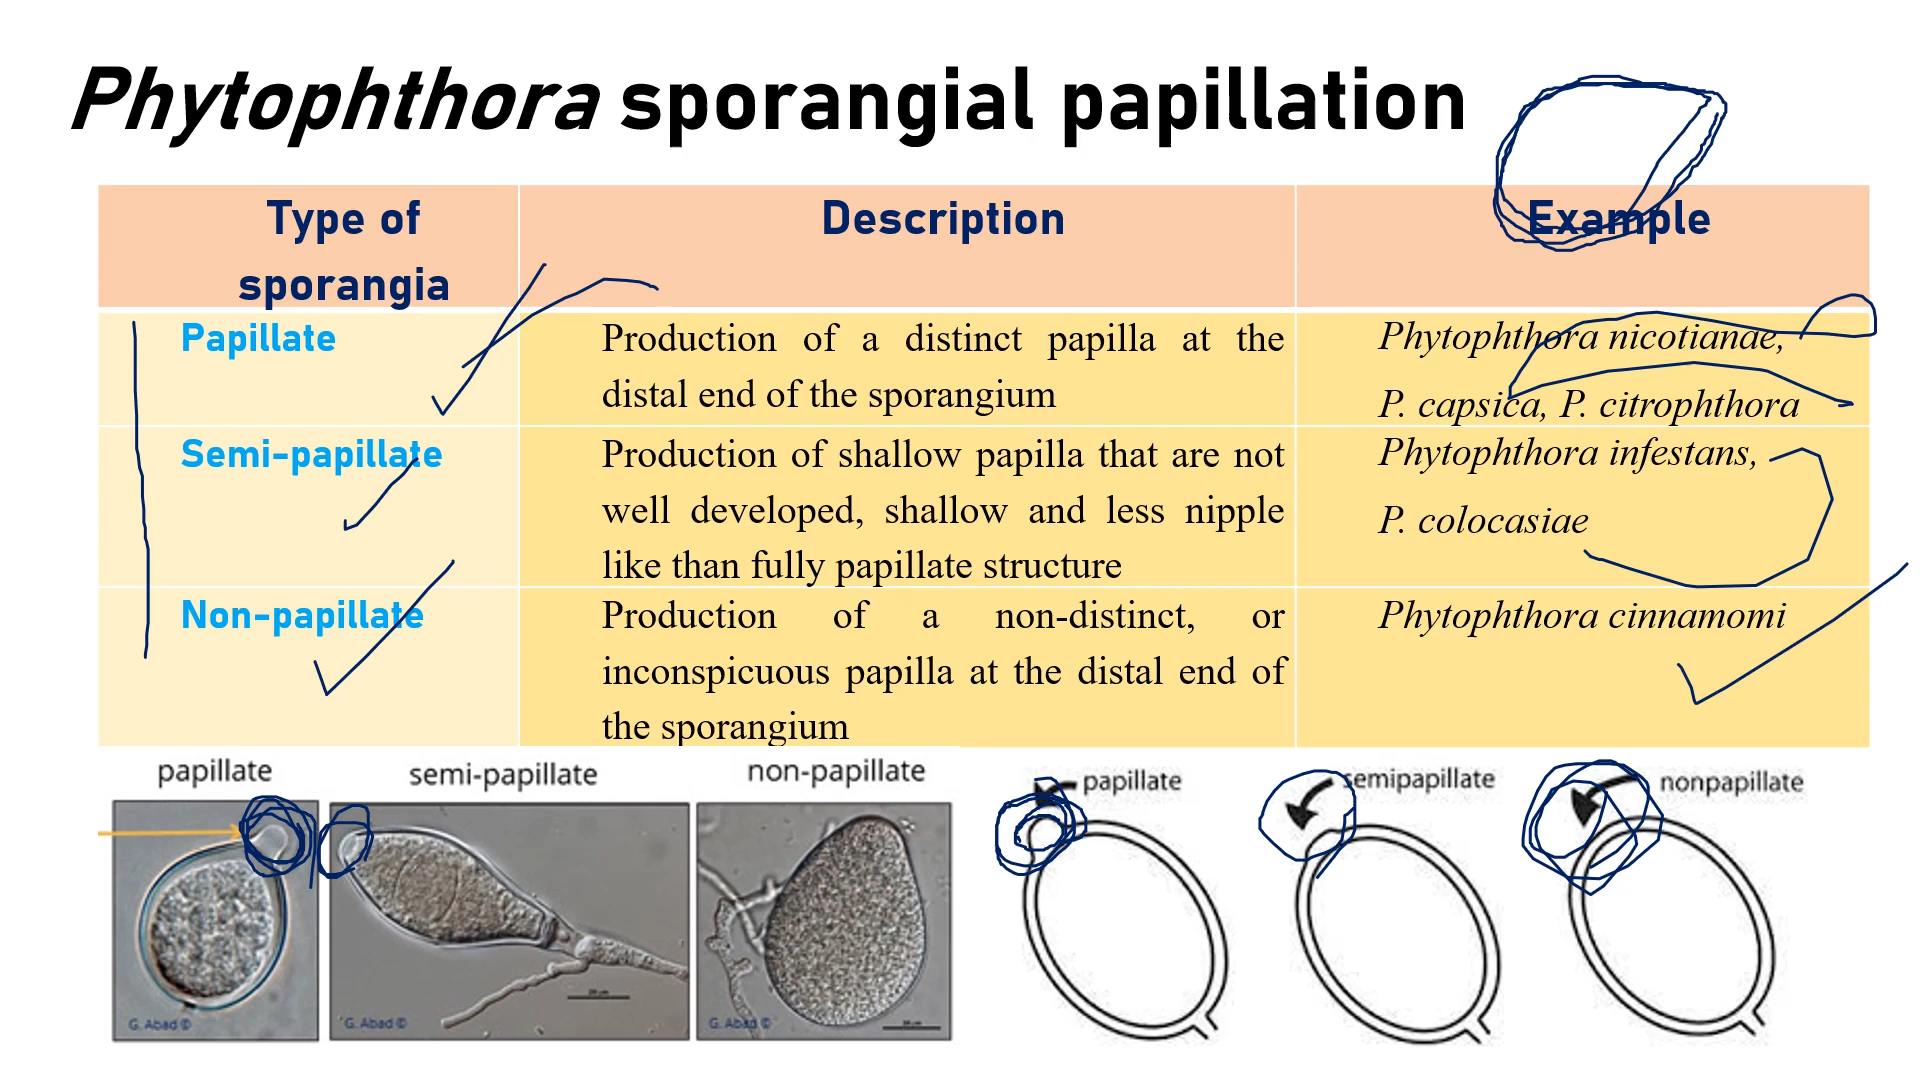 Phytophthora sporangial papillation
Type of
sporangia
Description
Example
Papillate
Production of a distinct papilla at the
distal end of the sporangium
Phytophthora nicotianae,
P. capsica, P. citrophthora
Semi-papillate
Production of shallow papilla that are not
well developed, shallow and less nipple
like than fully papillate structure
Phytophthora infestans,
P. colocasiae
Non-papillate
Production of a non-distinct, or
inconspicuous papilla at the distal end of
the sporangium
Phytophthora cinnamomi
papillate
semi-papillate
non-papillate
papillate
semipapillate
nonpapillate
G. Abad ©
G. Abad ©
G. Abad ©